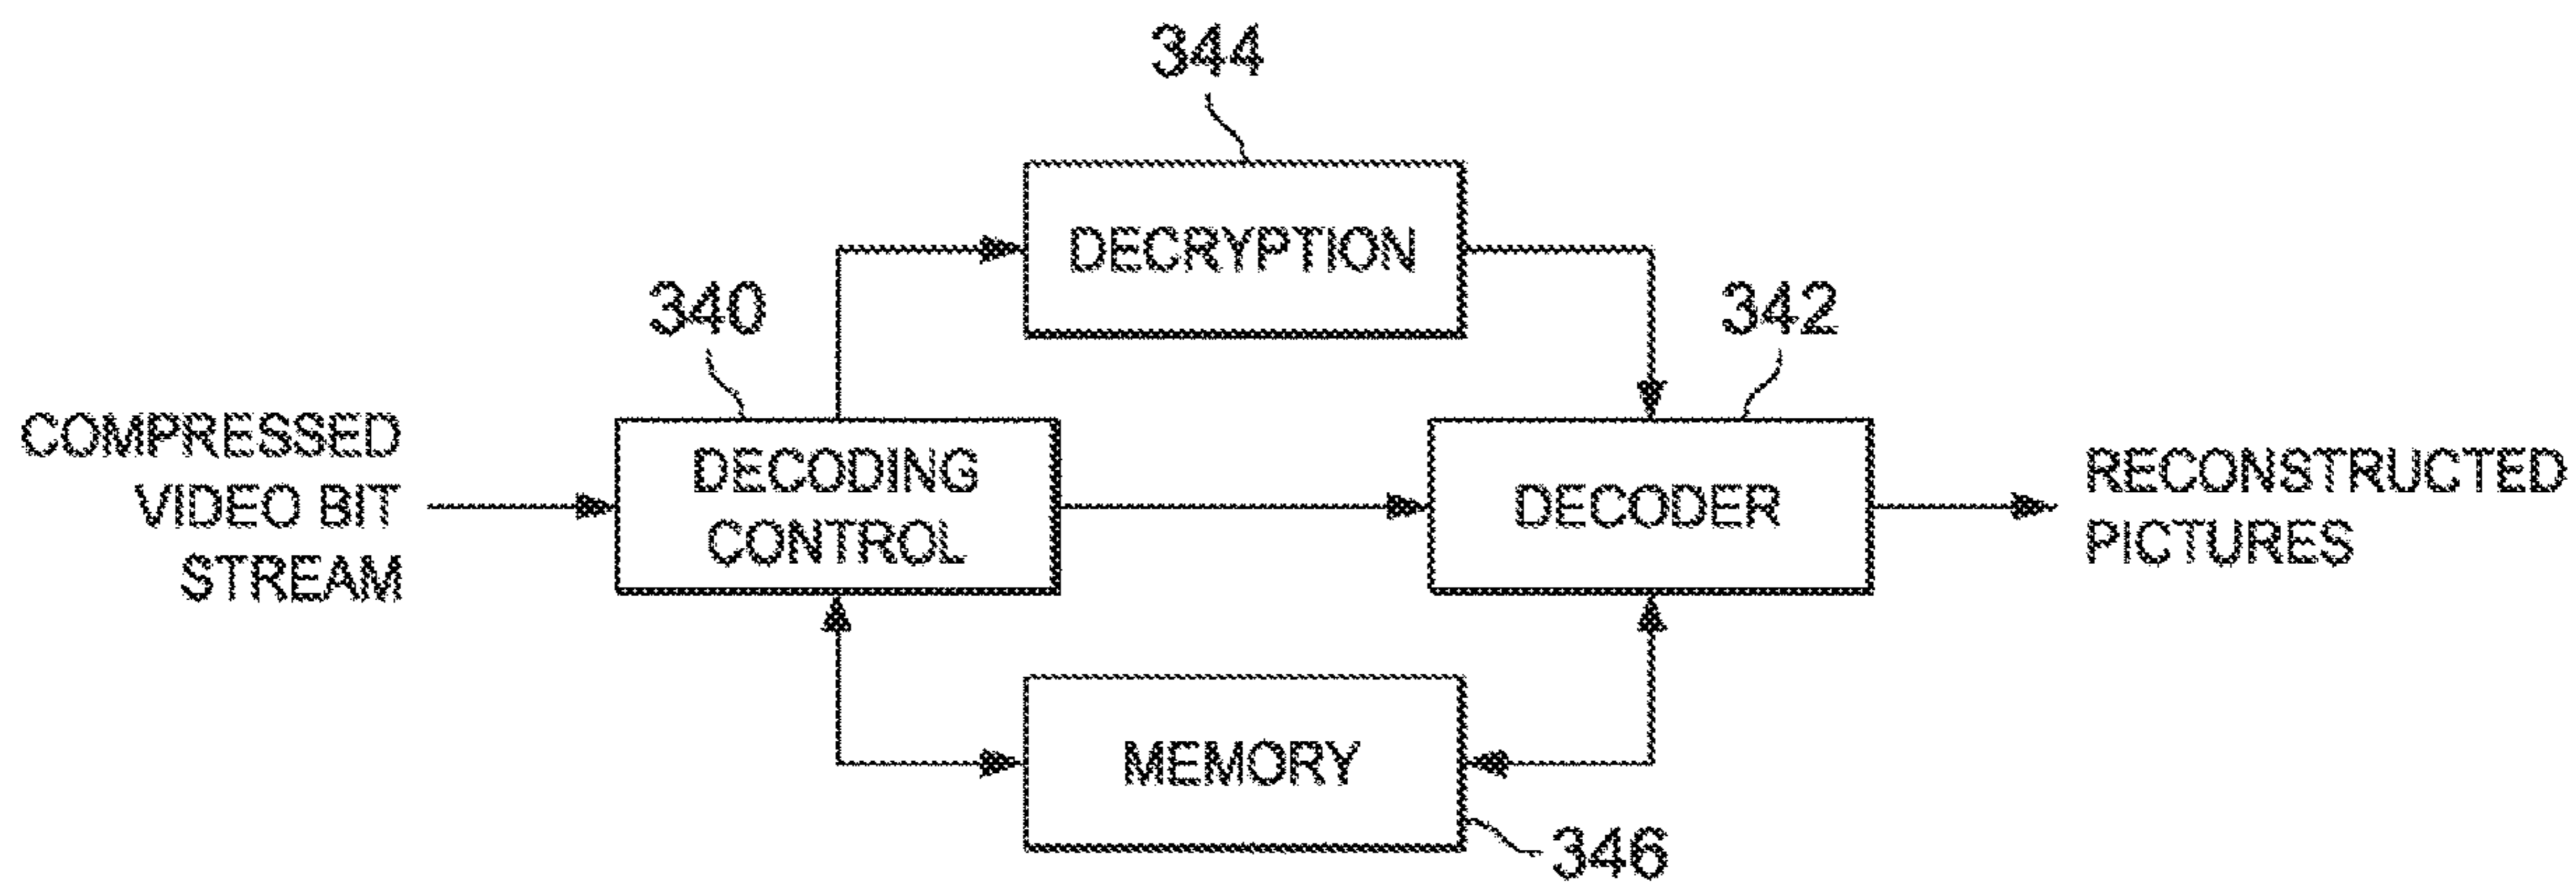 344
DECRYPTION
340
342
COMPRESSED
VIDEO BIT
STREAM
DECODING
CONTROL
DECODER
RECONSTRUCTED
PICTURES
MEMORY
346